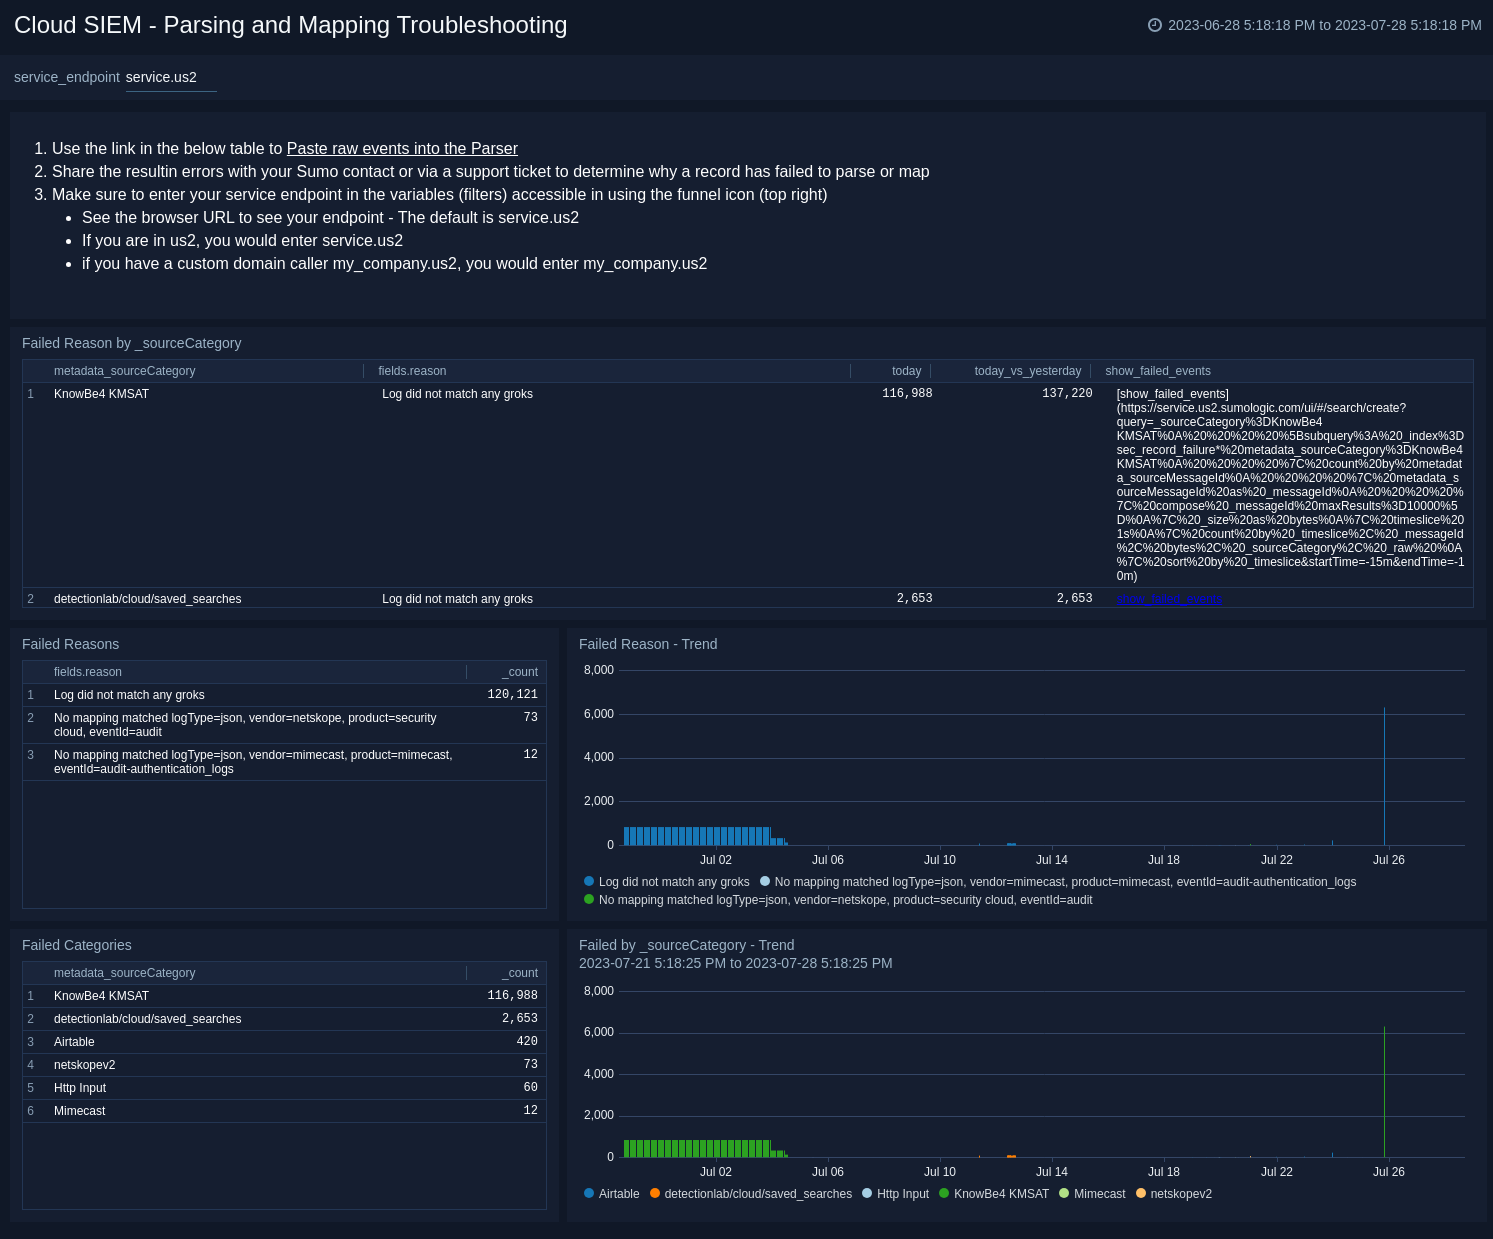 Cloud SIEM - Parsing and Mapping Troubleshooting
2023-06-28 5:18:18 PM to 2023-07-28 5:18:18 PM
service_endpoint service.us2
1. Use the link in the below table to Paste raw events into the Parser
2. Share the resultin errors with your Sumo contact or via a support ticket to determine why a record has failed to parse or map
3. Make sure to enter your service endpoint in the variables (filters) accessible in using the funnel icon (top right)
• See the browser URL to see your endpoint - The default is service.us2
• If you are in us2, you would enter service.us2
• if you have a custom domain caller my_company.us2, you would enter my_company.us2
Failed Reason by _sourceCategory
metadata_sourceCategory fields.reason today today_vs_yesterday show_failed_events
1 KnowBe4 KMSAT Log did not match any groks 116,988 137,220 [show_failed_events]
(https://service.us2.sumologic.com/ui/#/search/create?
query=_sourceCategory%3DKnowBe4
KMSAT%0A%20%20%20%20%5Bsubquery%3A%20_index%3D
sec_record_failure*%20metadata_sourceCategory%3DKnowBe4
KMSAT%0A%20%20%20%20%7C%20count%20by%20metadat
a_sourceMessageId%0A%20%20%20%20%7C%20metadata_s
ourceMessageId%20as%20_messageId%0A%20%20%20%20%
7C%20compose%20_messageId%20maxResults%3D10000%5
D%0A%7C%20_size%20as%20bytes%0A%7C%20timeslice%20
1s%0A%7C%20count%20by%20_timeslice%2C%20_messageId
%2C%20bytes%2C%20_sourceCategory%2C%20_raw%20%0A
%7C%20sort%20by%20_timeslice&startTime=-15m&endTime=-1
0m)
2 detectionlab/cloud/saved_searches Log did not match any groks 2,653 2,653 show_failed_events
Failed Reasons
fields.reason _count
1 Log did not match any groks 120,121
2 No mapping matched logType=json, vendor=netskope, product=security 73
cloud, eventId=audit
3 No mapping matched logType=json, vendor=mimecast, product=mimecast, 12
eventId=audit-authentication_logs
Failed Reason - Trend
8,000
6,000
4,000
2,000
0
Jul 02 Jul 06 Jul 10 Jul 14 Jul 18 Jul 22 Jul 26
Log did not match any groks No mapping matched logType=json, vendor=mimecast, product=mimecast, eventId=audit-authentication_logs
No mapping matched logType=json, vendor=netskope, product=security cloud, eventId=audit
Failed Categories
metadata_sourceCategory _count
1 KnowBe4 KMSAT 116,988
2 detectionlab/cloud/saved_searches 2,653
3 Airtable 420
4 netskopev2 73
5 Http Input 60
6 Mimecast 12
Failed by _sourceCategory - Trend
2023-07-21 5:18:25 PM to 2023-07-28 5:18:25 PM
8,000
6,000
4,000
2,000
0
Jul 02 Jul 06 Jul 10 Jul 14 Jul 18 Jul 22 Jul 26
Airtable detectionlab/cloud/saved_searches Http Input KnowBe4 KMSAT Mimecast netskopev2